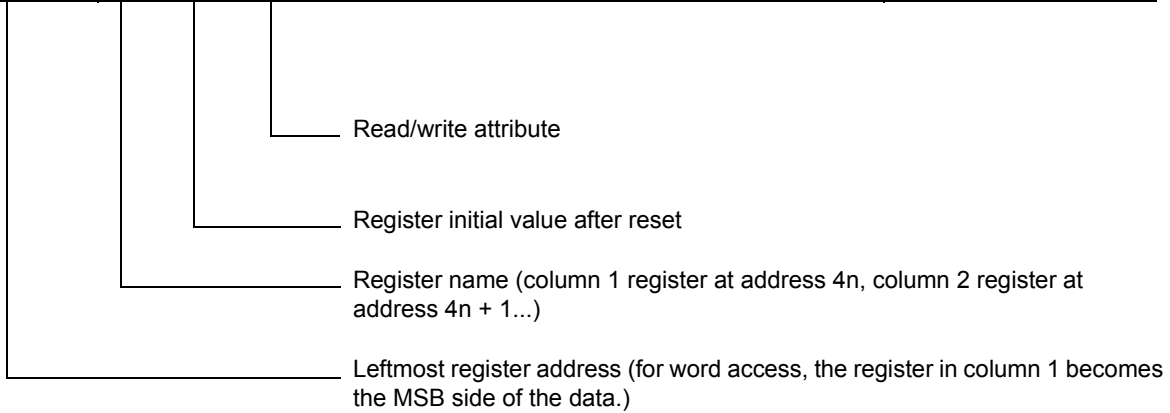 Read/write attribute
Register initial value after reset
Register name (column 1 register at address 4n, column 2 register at
address 4n + 1...)
Leftmost register address (for word access, the register in column 1 becomes
the MSB side of the data.)